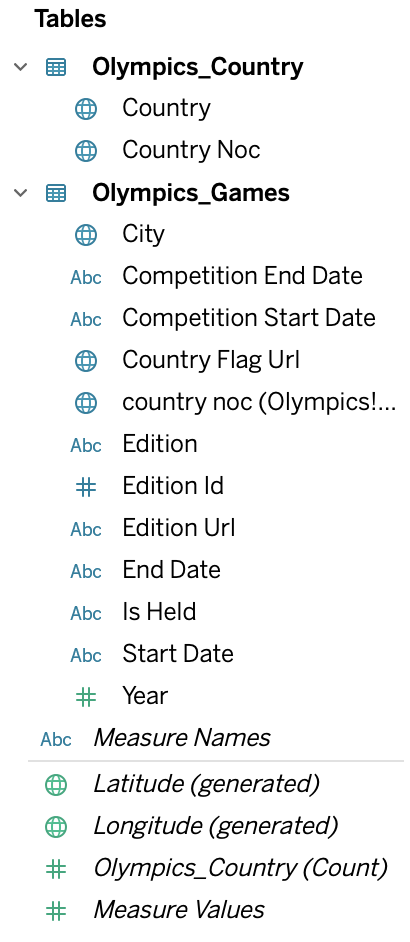 Tables
Olympics_Country
Country
Country Noc
Olympics_Games
City
Abc Competition End Date
Abc Competition Start Date
Country Flag Url
country noc (Olympics!...
Abc Edition
# Edition Id
Abc Edition Url
Abc End Date
Abc Is Held
Abc Start Date
# Year
Abc Measure Names
Latitude (generated)
Longitude (generated)
# Olympics_Country (Count)
# Measure Values